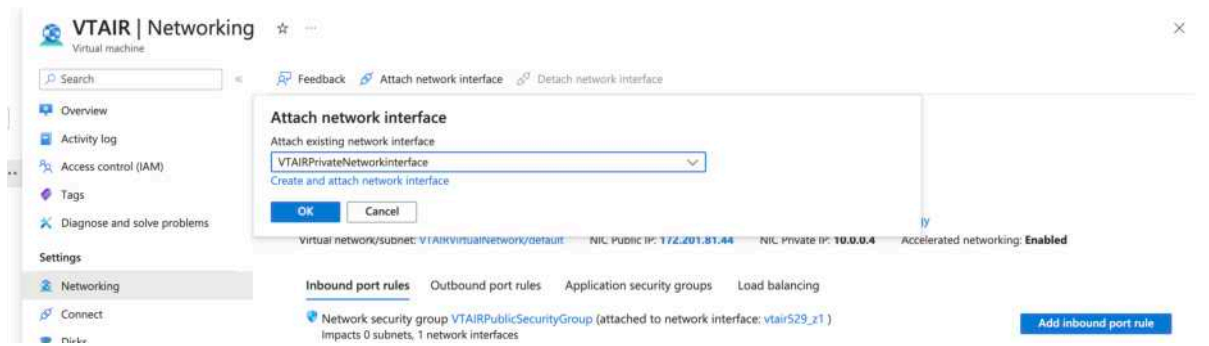 VTAIR | Networking ☆ ...
Virtual machine
Search
Feedback Attach network interface Detach network interface
Overview
Activity log
Access control (IAM)
Tags
Diagnose and solve problems
Settings
Networking
Connect
Disks
Attach network interface
Attach existing network interface
VTAIRPrivateNetworkinterface
Create and attach network interface
OK Cancel
Virtual network/subnet: VTAIRVirtualNetwork/default NIC Public IP: 172.201.81.44 NIC Private IP: 10.0.0.4 Accelerated networking: Enabled
Inbound port rules Outbound port rules Application security groups Load balancing
Network security group VTAIRPublicSecurityGroup (attached to network interface: vtair529_z1 )
Impacts 0 subnets, 1 network interfaces
Add inbound port rule